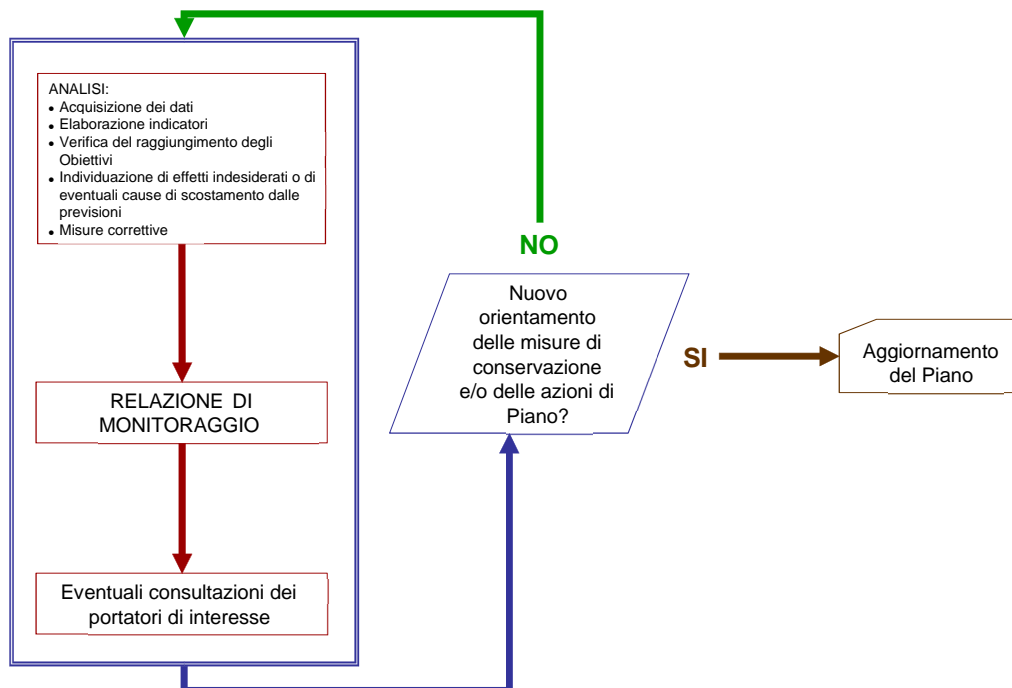 ANALISI:
• Acquisizione dei dati
• Elaborazione indicatori
• Verifica del raggiungimento degli
Obiettivi
• Individuazione di effetti indesiderati o di
eventuali cause di scostamento dalle
previsioni
• Misure correttive
RELAZIONE DI
MONITORAGGIO
Eventuali consultazioni dei
portatori di interesse
NO
Nuovo
orientamento
delle misure di
conservazione
e/o delle azioni di
Piano?
SI
Aggiornamento
del Piano